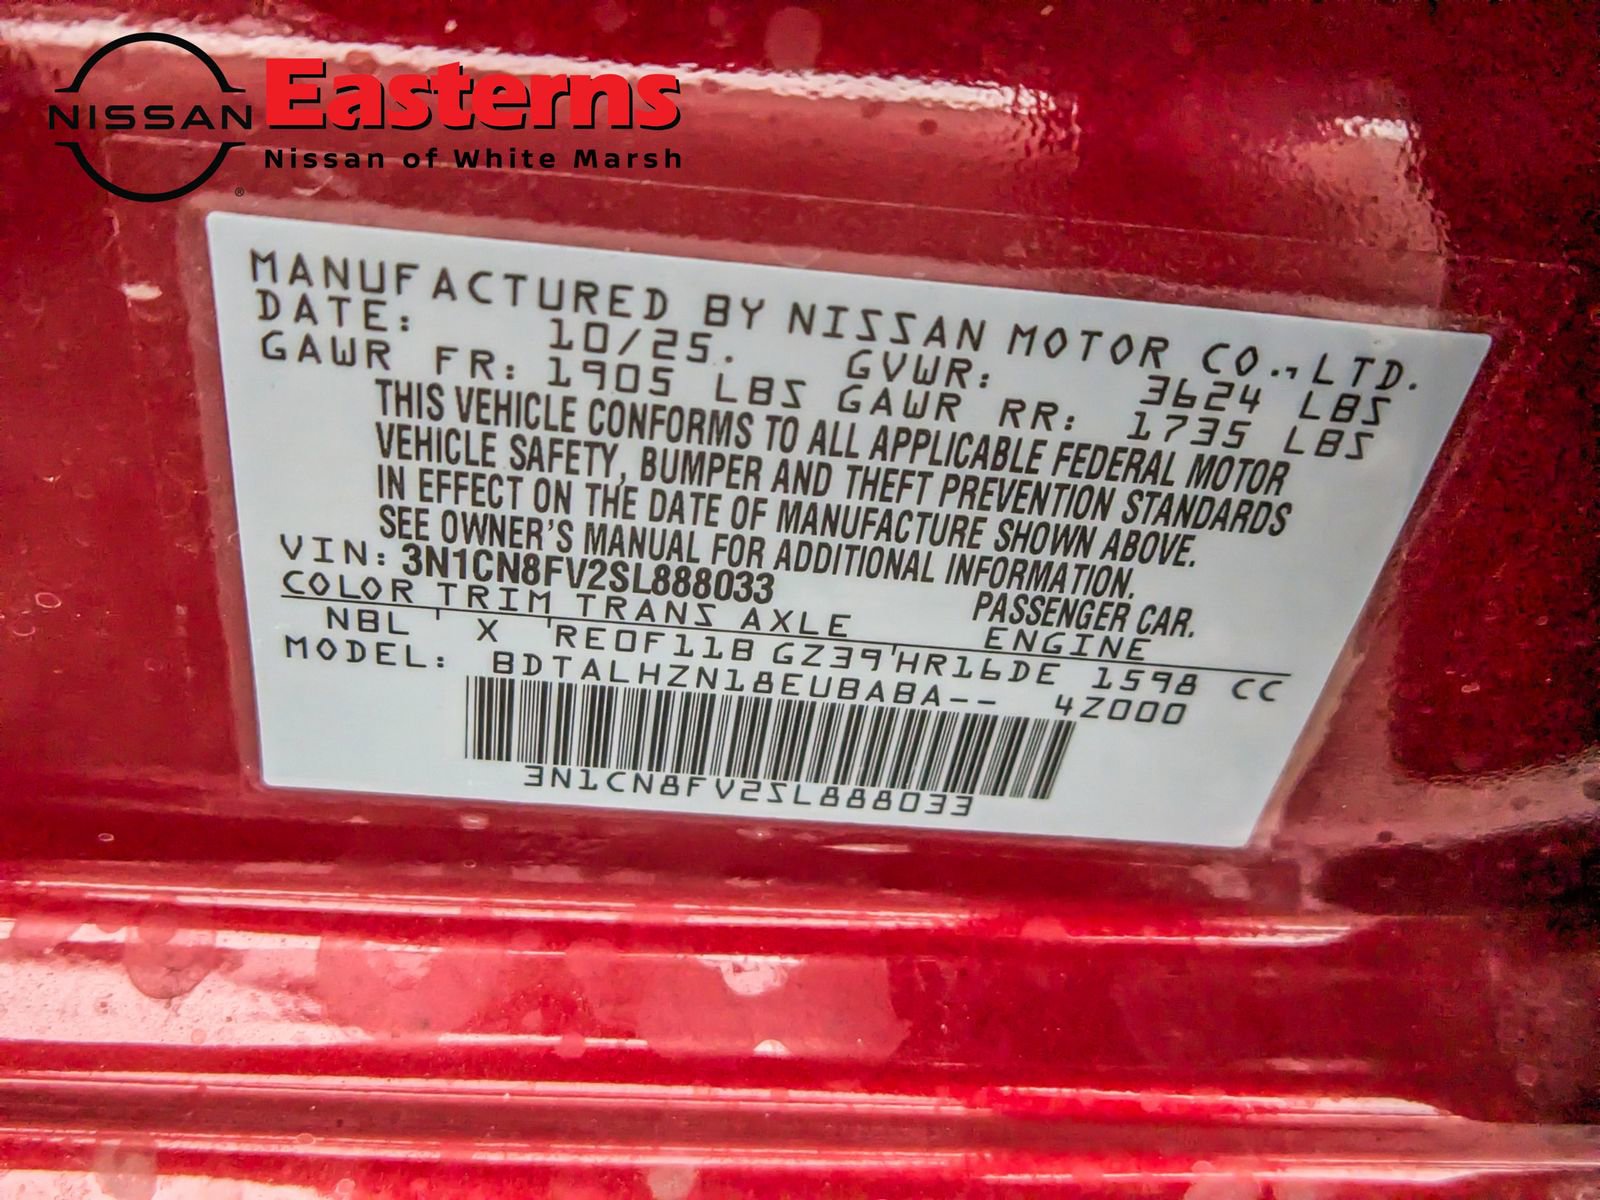 NISSAN
®
Easterns
Nissan of White Marsh
MANUFACTURED BY NISSAN MOTOR CO.,LTD.
DATE: 10/25. GVWR: 3624 LBS
GAWR FR: 1905 LBS GAWR RR: 1735 LBS
THIS VEHICLE CONFORMS TO ALL APPLICABLE FEDERAL MOTOR
VEHICLE SAFETY, BUMPER AND THEFT PREVENTION STANDARDS
IN EFFECT ON THE DATE OF MANUFACTURE SHOWN ABOVE.
SEE OWNER'S MANUAL FOR ADDITIONAL INFORMATION.
VIN: 3N1CN8FV2SL888033 PASSENGER CAR.
COLOR TRIM TRANS AXLE ENGINE
NBL X RE0F11B GZ39 HR16DE 1598 CC
MODEL: BDTALHZN18EUBABA-- 4Z000
3N1CN8FV2SL888033